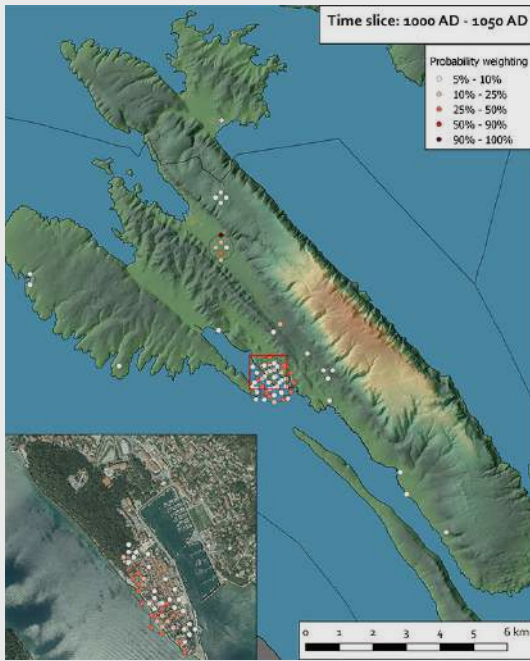 Time slice: 1000 AD - 1050 AD
Probability weighting
5% - 10%
10% - 25%
25% - 50%
50% - 90%
90% - 100%
0 1 2 3 4 5 6 km